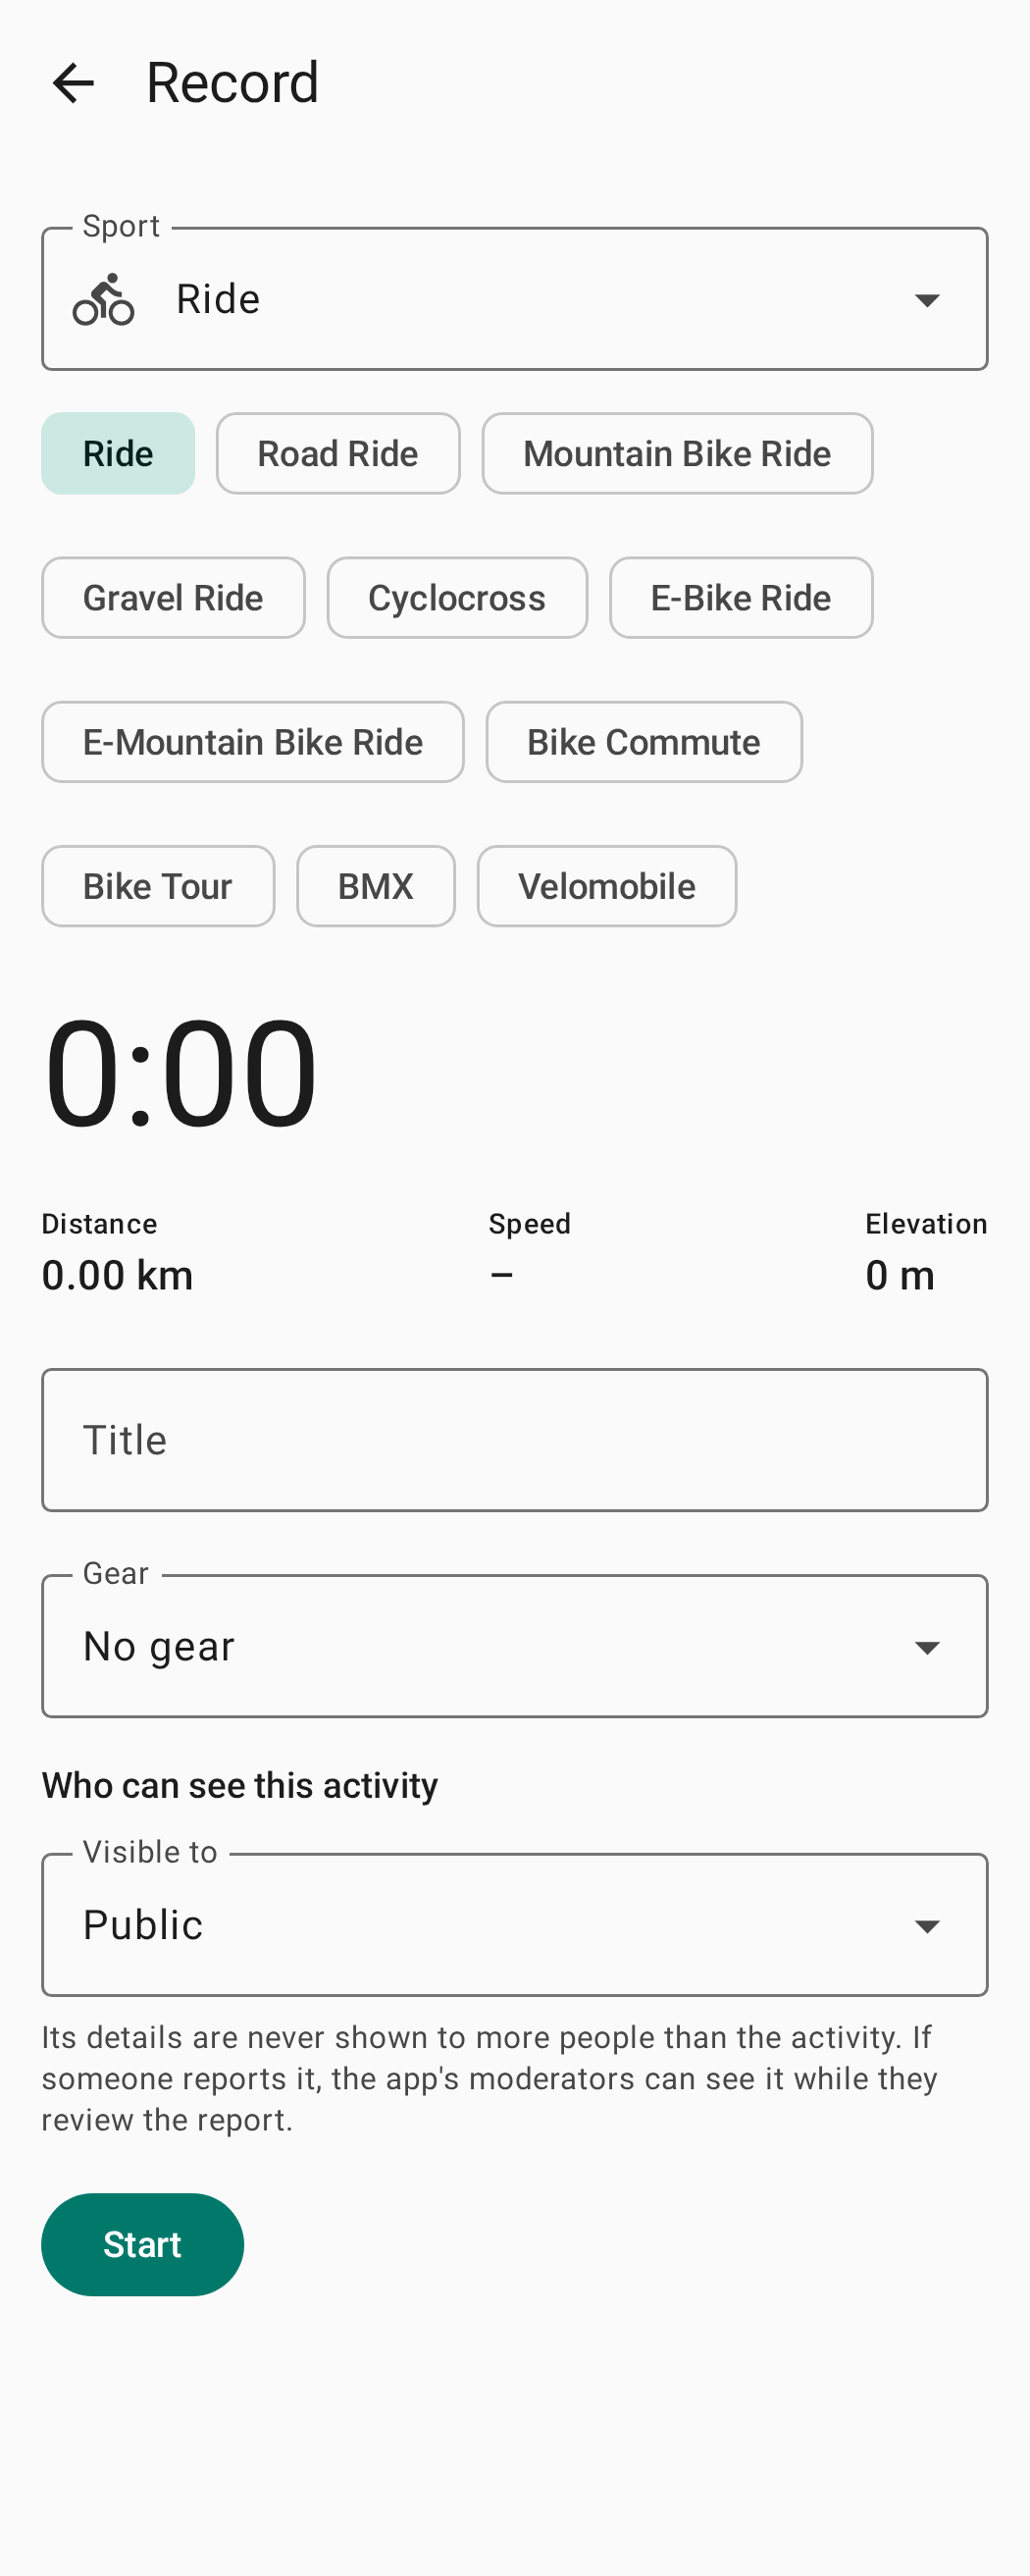 Record
Sport
Ride
Ride Road Ride Mountain Bike Ride
Gravel Ride Cyclocross E-Bike Ride
E-Mountain Bike Ride Bike Commute
Bike Tour BMX Velomobile
0:00
Distance Speed Elevation
0.00 km – 0 m
Title
Gear
No gear
Who can see this activity
Visible to
Public
Its details are never shown to more people than the activity. If
someone reports it, the app's moderators can see it while they
review the report.
Start